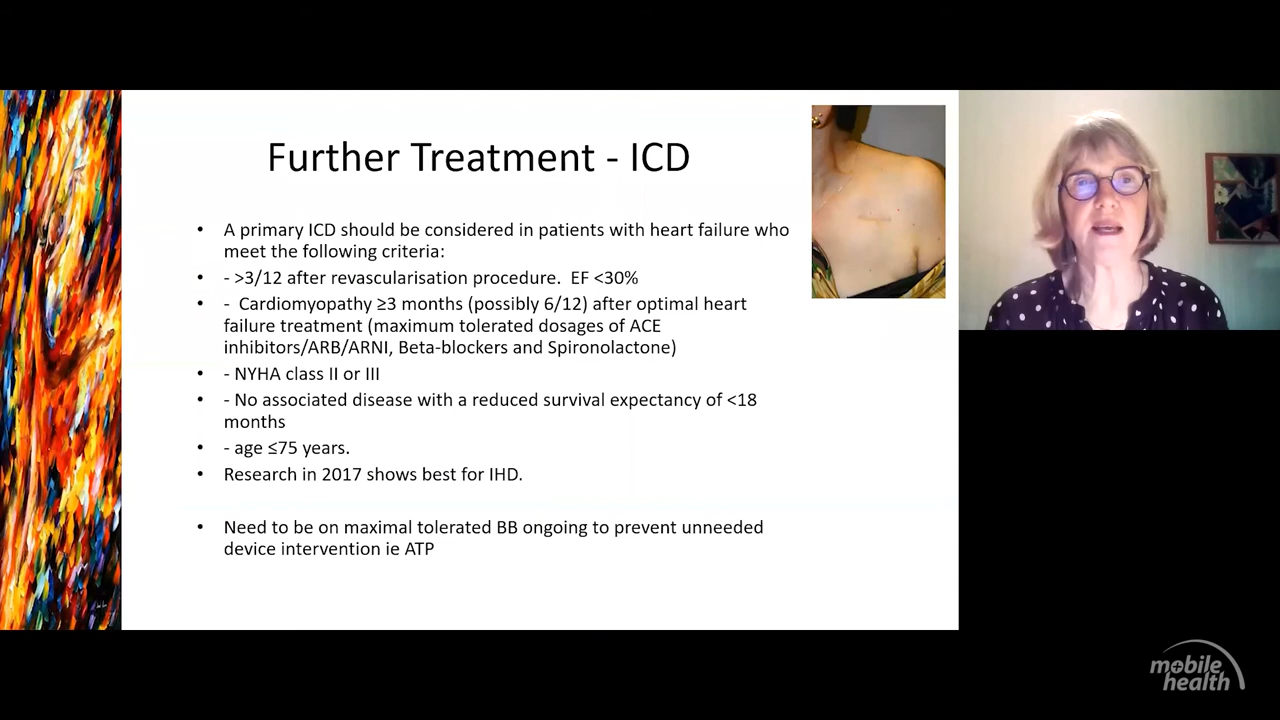 Further Treatment - ICD
• A primary ICD should be considered in patients with heart failure who
meet the following criteria:
• - >3/12 after revascularisation procedure.  EF <30%
• -  Cardiomyopathy ≥3 months (possibly 6/12) after optimal heart
failure treatment (maximum tolerated dosages of ACE
inhibitors/ARB/ARNI, Beta-blockers and Spironolactone)
• - NYHA class II or III
• - No associated disease with a reduced survival expectancy of <18
months
• - age ≤75 years.
• Research in 2017 shows best for IHD.
• Need to be on maximal tolerated BB ongoing to prevent unneeded
device intervention ie ATP
mobile
health